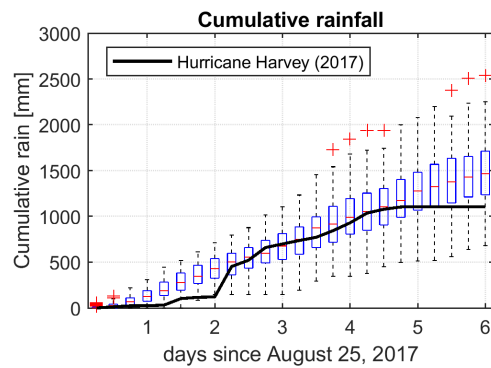 Cumulative rainfall
3000
Hurricane Harvey (2017)
2500
2000
1500
1000
500
0
Cumulative rain [mm]
1 2 3 4 5 6
days since August 25, 2017